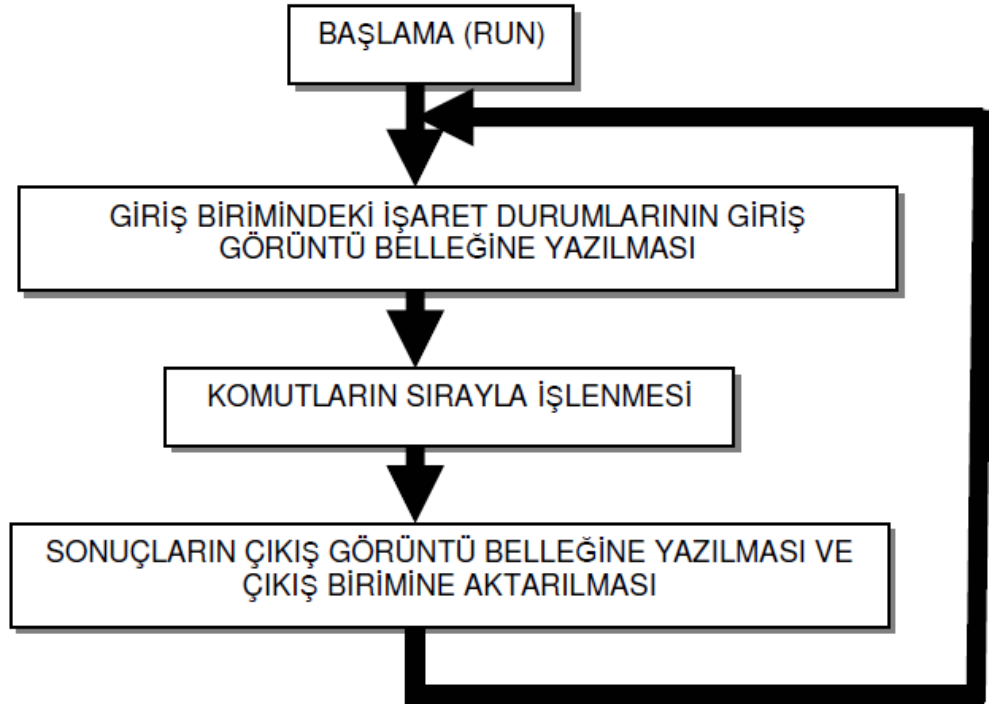 BAŞLAMA (RUN)
GİRİŞ BİRİMİNDEKİ İŞARET DURUMLARININ GİRİŞ
GÖRÜNTÜ BELLEĞİNE YAZILMASI
KOMUTLARIN SIRAYLA İŞLENMESİ
SONUÇLARIN ÇIKIŞ GÖRÜNTÜ BELLEĞİNE YAZILMASI VE
ÇIKIŞ BİRİMİNE AKTARILMASI